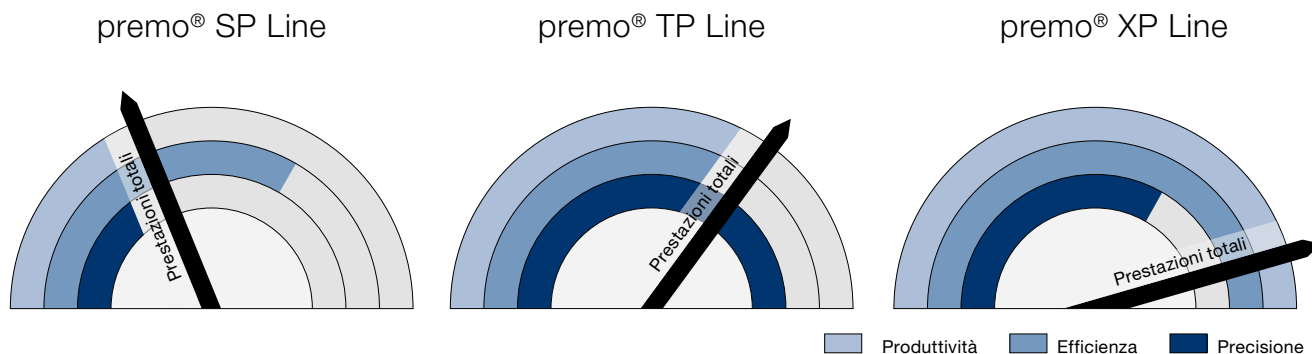 premo® SP Line
premo® TP Line
premo® XP Line
Prestazioni totali
Prestazioni totali
Prestazioni totali
Produttività
Efficienza
Precisione